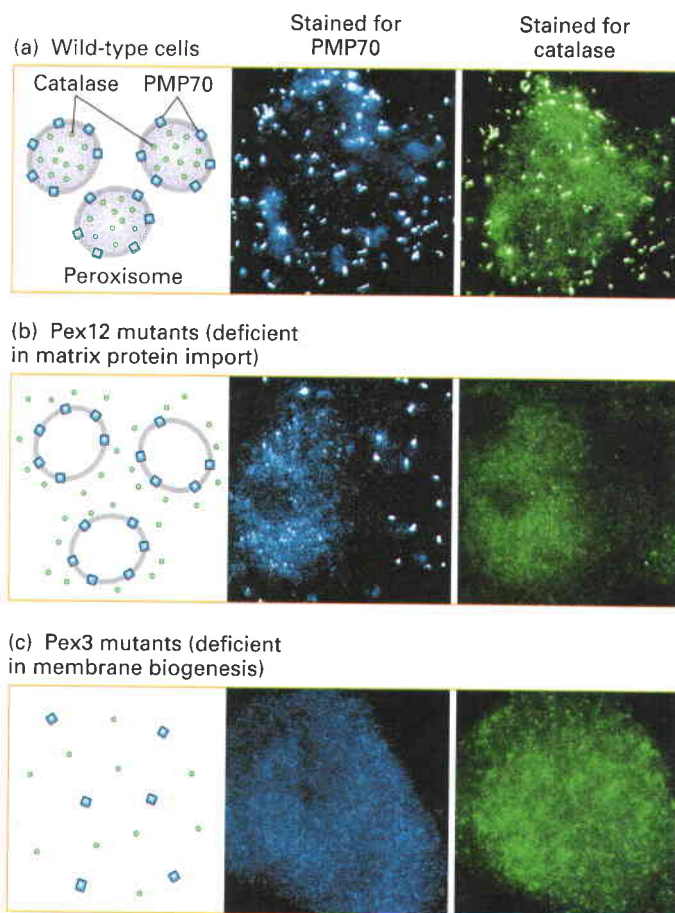 Stained for
PMP70
Stained for
catalase
(a) Wild-type cells
Catalase
PMP70
Peroxisome
(b) Pex12 mutants (deficient
in matrix protein import)
(c) Pex3 mutants (deficient
in membrane biogenesis)